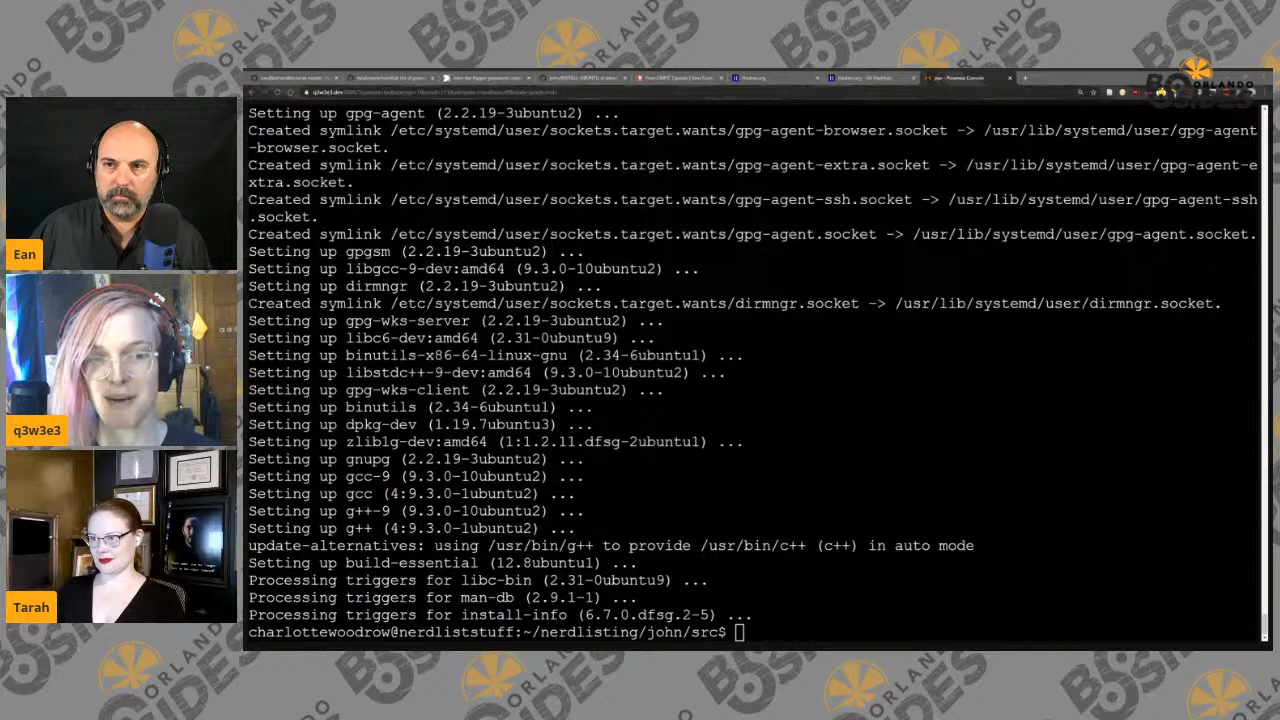 BSIDES ORLANDO
Ean
q3w3e3
Tarah
Setting up gpg-agent (2.2.19-3ubuntu2) ...
Created symlink /etc/systemd/user/sockets.target.wants/gpg-agent-browser.socket -> /usr/lib/systemd/user/gpg-agent
-browser.socket.
Created symlink /etc/systemd/user/sockets.target.wants/gpg-agent-extra.socket -> /usr/lib/systemd/user/gpg-agent-e
xtra.socket.
Created symlink /etc/systemd/user/sockets.target.wants/gpg-agent-ssh.socket -> /usr/lib/systemd/user/gpg-agent-ssh
.socket.
Created symlink /etc/systemd/user/sockets.target.wants/gpg-agent.socket -> /usr/lib/systemd/user/gpg-agent.socket.
Setting up gpgsm (2.2.19-3ubuntu2) ...
Setting up libgcc-9-dev:amd64 (9.3.0-10ubuntu2) ...
Setting up dirmngr (2.2.19-3ubuntu2) ...
Created symlink /etc/systemd/user/sockets.target.wants/dirmngr.socket -> /usr/lib/systemd/user/dirmngr.socket.
Setting up gpg-wks-server (2.2.19-3ubuntu2) ...
Setting up libc6-dev:amd64 (2.31-0ubuntu9) ...
Setting up binutils-x86-64-linux-gnu (2.34-6ubuntu1) ...
Setting up libstdc++-9-dev:amd64 (9.3.0-10ubuntu2) ...
Setting up gpg-wks-client (2.2.19-3ubuntu2) ...
Setting up binutils (2.34-6ubuntu1) ...
Setting up dpkg-dev (1.19.7ubuntu3) ...
Setting up zlib1g-dev:amd64 (1:1.2.11.dfsg-2ubuntu1) ...
Setting up gnupg (2.2.19-3ubuntu2) ...
Setting up gcc-9 (9.3.0-10ubuntu2) ...
Setting up gcc (4:9.3.0-1ubuntu2) ...
Setting up g++-9 (9.3.0-10ubuntu2) ...
Setting up g++ (4:9.3.0-1ubuntu2) ...
update-alternatives: using /usr/bin/g++ to provide /usr/bin/c++ (c++) in auto mode
Setting up build-essential (12.8ubuntu1) ...
Processing triggers for libc-bin (2.31-0ubuntu9) ...
Processing triggers for man-db (2.9.1-1) ...
Processing triggers for install-info (6.7.0.dfsg.2-5) ...
charlottewoodrow@nerdliststuff:~/nerdlisting/john/src$